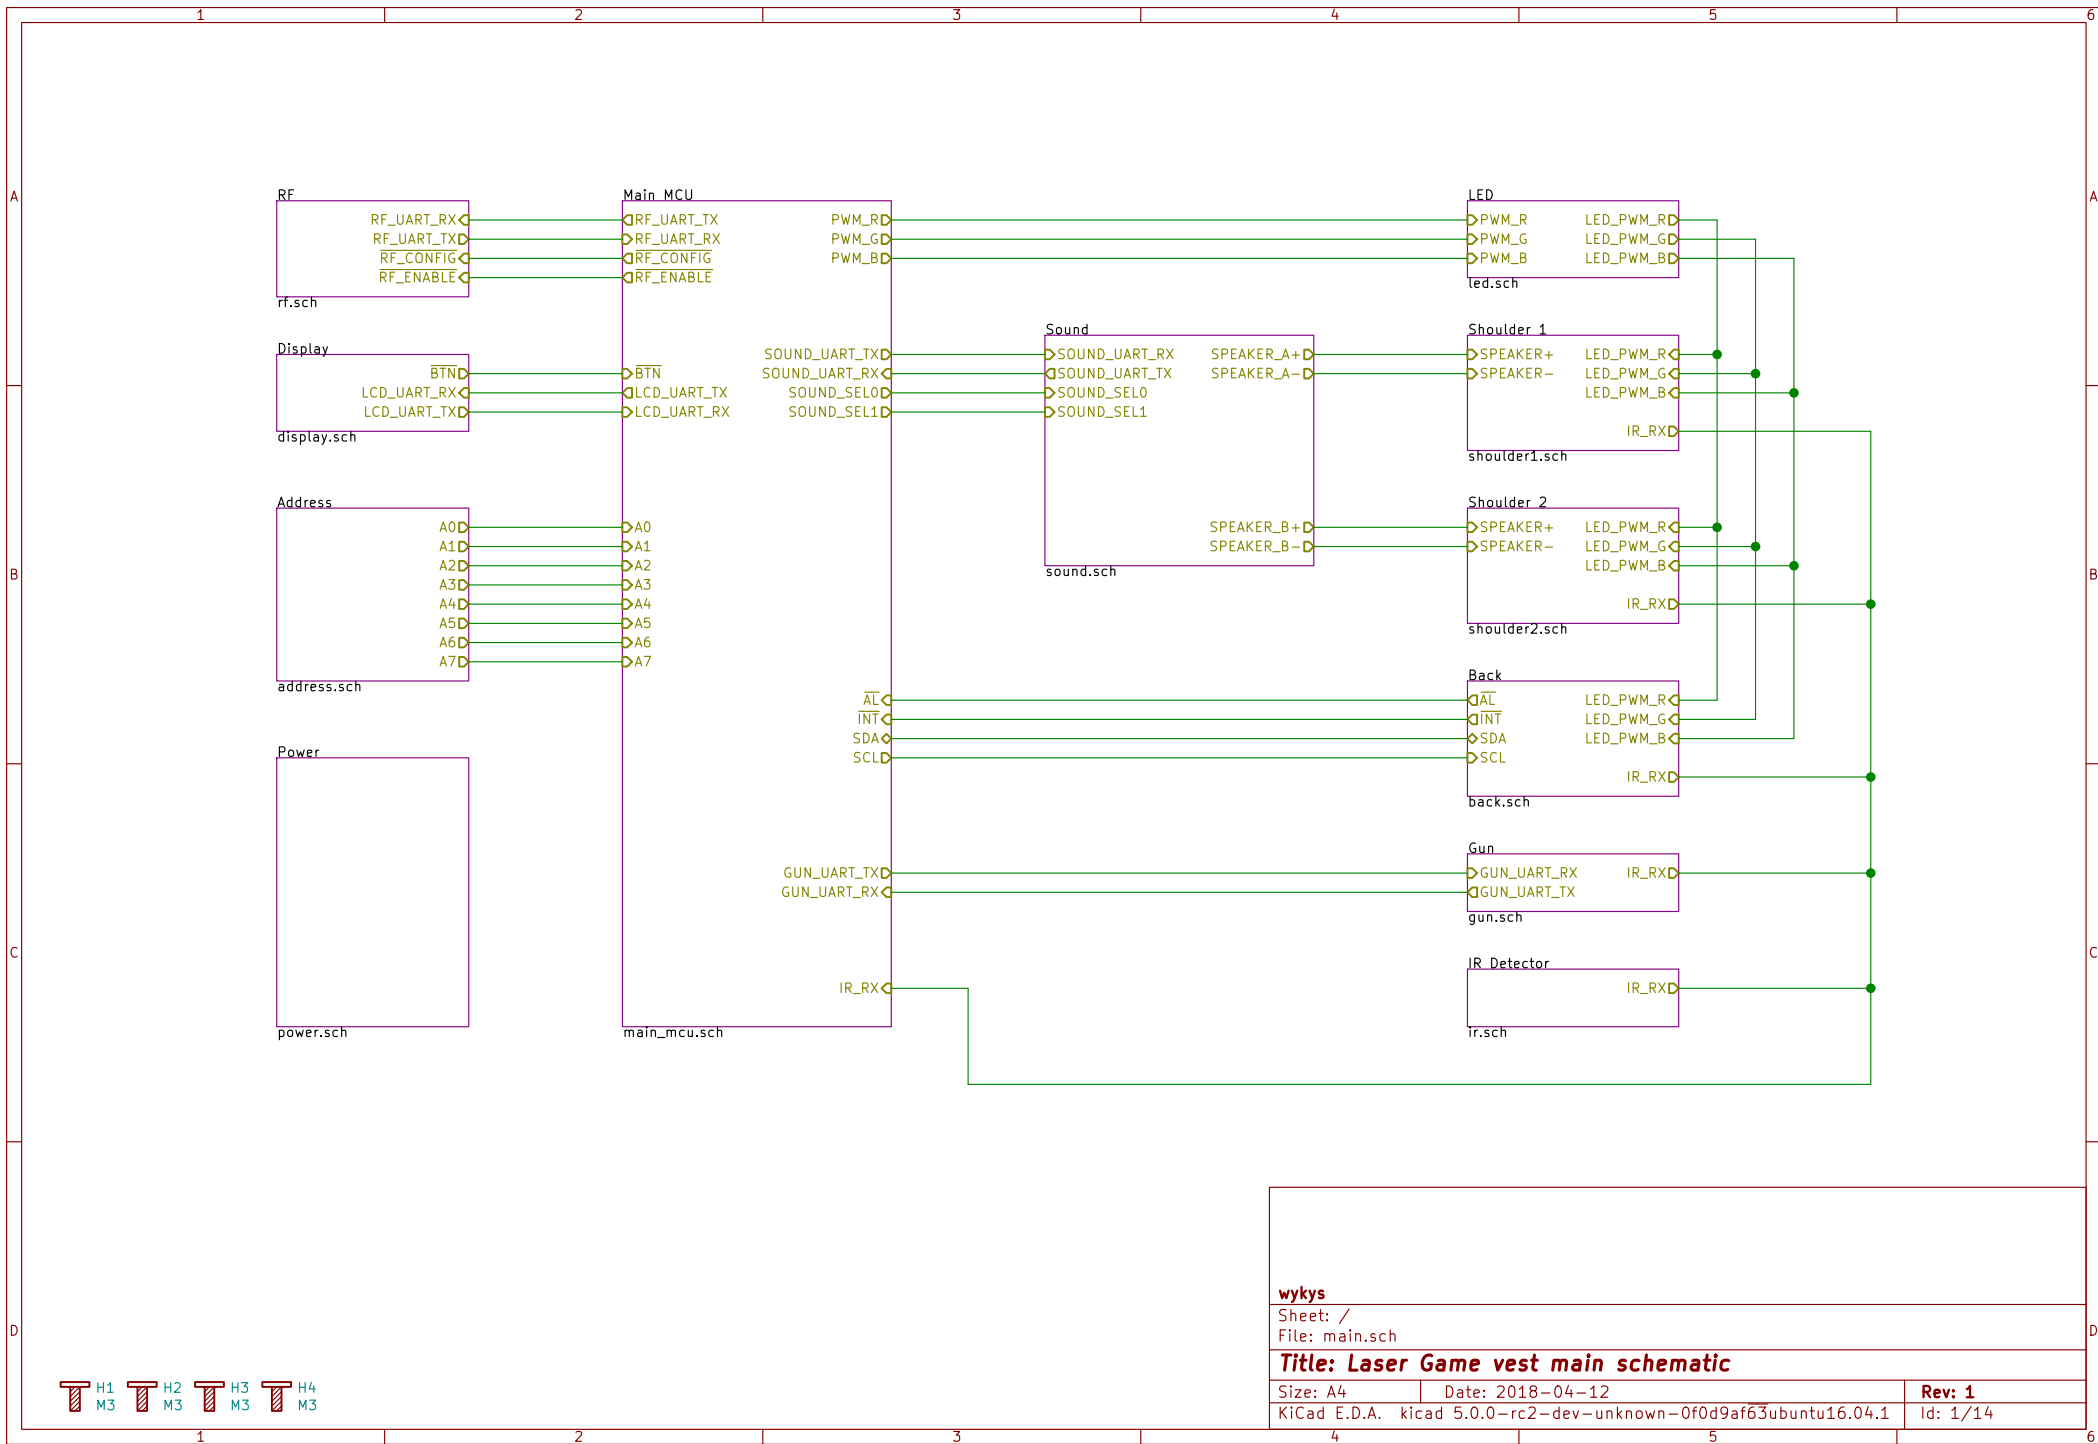 1 2 3 4 5 6
A A
B B
C C
D D
RF
RF_UART_RX
RF_UART_TX
RF_CONFIG
RF_ENABLE
rf.sch
Display
BTN
LCD_UART_RX
LCD_UART_TX
display.sch
Address
A0
A1
A2
A3
A4
A5
A6
A7
address.sch
Power
power.sch
Main MCU
RF_UART_TX
RF_UART_RX
RF_CONFIG
RF_ENABLE
BTN
LCD_UART_TX
LCD_UART_RX
A0
A1
A2
A3
A4
A5
A6
A7
PWM_R
PWM_G
PWM_B
SOUND_UART_TX
SOUND_UART_RX
SOUND_SEL0
SOUND_SEL1
AL
INT
SDA
SCL
GUN_UART_TX
GUN_UART_RX
IR_RX
main_mcu.sch
Sound
SOUND_UART_RX
SOUND_UART_TX
SOUND_SEL0
SOUND_SEL1
SPEAKER_A+
SPEAKER_A-
SPEAKER_B+
SPEAKER_B-
sound.sch
LED
PWM_R
PWM_G
PWM_B
LED_PWM_R
LED_PWM_G
LED_PWM_B
led.sch
Shoulder 1
SPEAKER+
SPEAKER-
LED_PWM_R
LED_PWM_G
LED_PWM_B
IR_RX
shoulder1.sch
Shoulder 2
SPEAKER+
SPEAKER-
LED_PWM_R
LED_PWM_G
LED_PWM_B
IR_RX
shoulder2.sch
Back
AL
INT
SDA
SCL
LED_PWM_R
LED_PWM_G
LED_PWM_B
IR_RX
back.sch
Gun
GUN_UART_RX
GUN_UART_TX
IR_RX
gun.sch
IR Detector
IR_RX
ir.sch
H1
M3
H2
M3
H3
M3
H4
M3
wykys
Sheet: /
File: main.sch
Title: Laser Game vest main schematic
Size: A4
Date: 2018-04-12
Rev: 1
KiCad E.D.A. kicad 5.0.0-rc2-dev-unknown-0f0d9af63ubuntu16.04.1
Id: 1/14
1 2 3 4 5 6